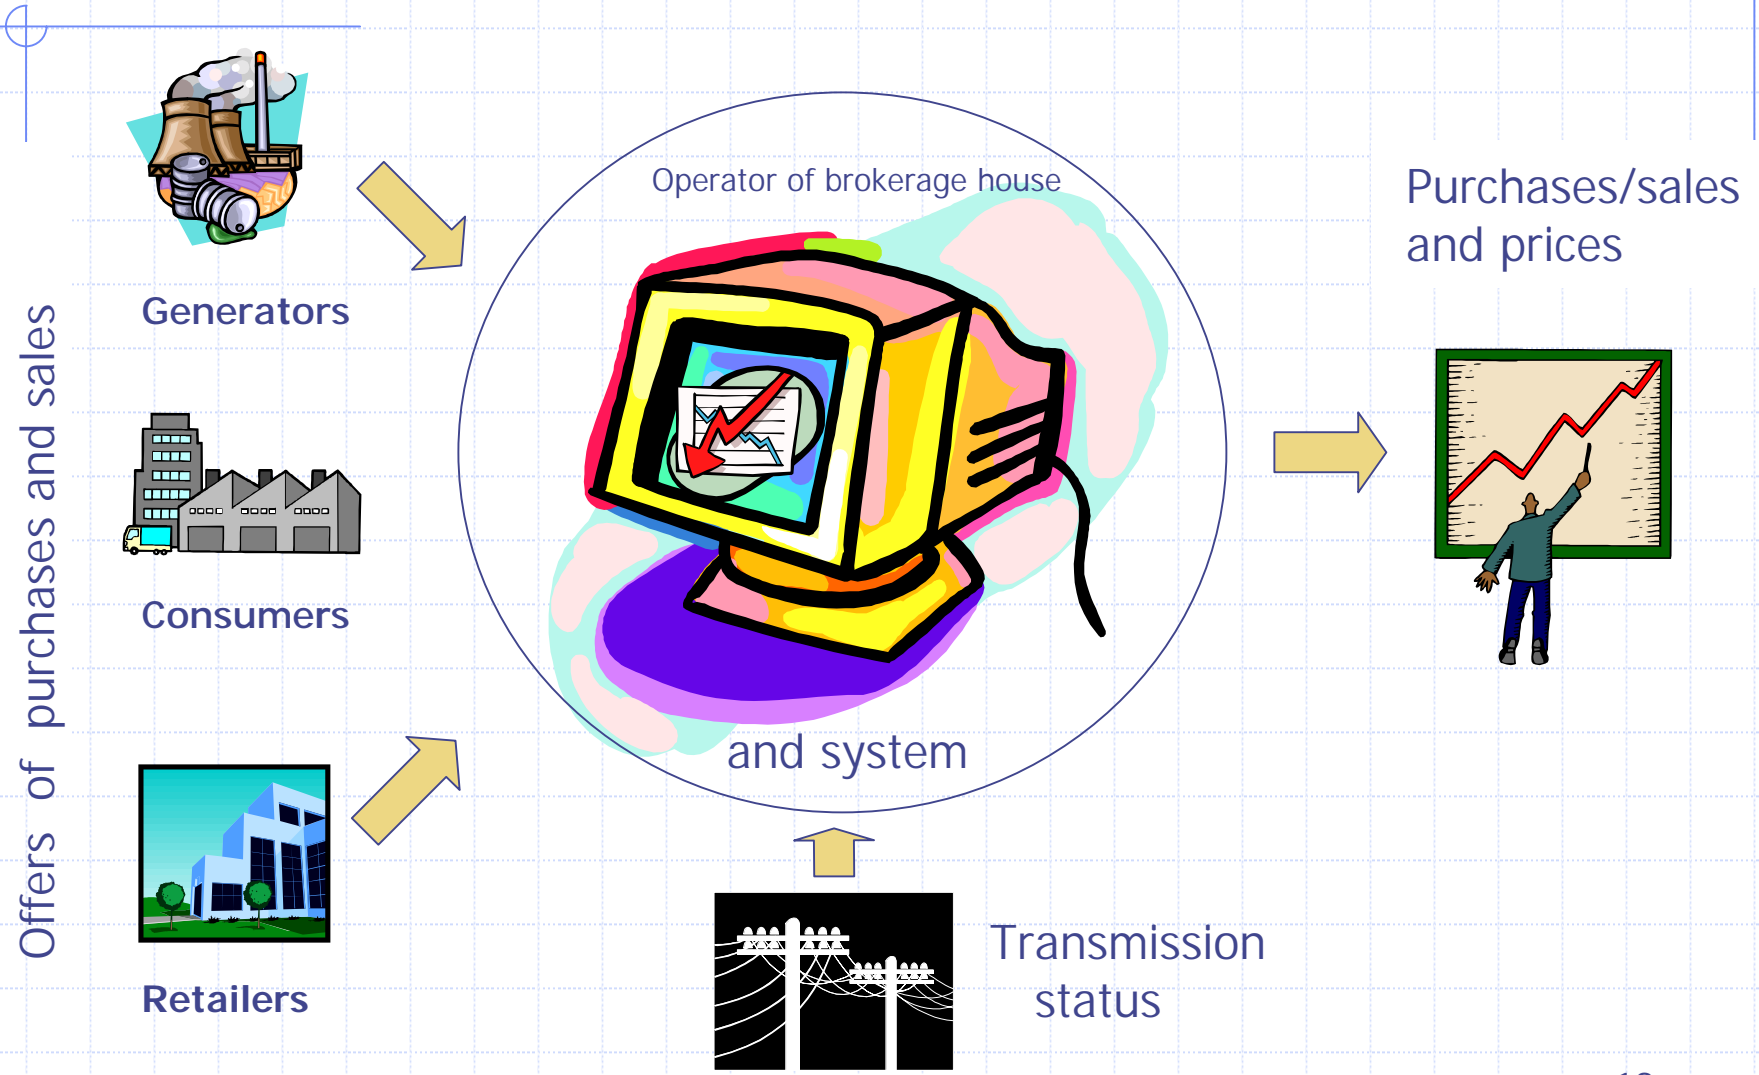 Offers of purchases and sales
Generators
Consumers
Retailers
Operator of brokerage house
and system
Transmission
status
Purchases/sales
and prices